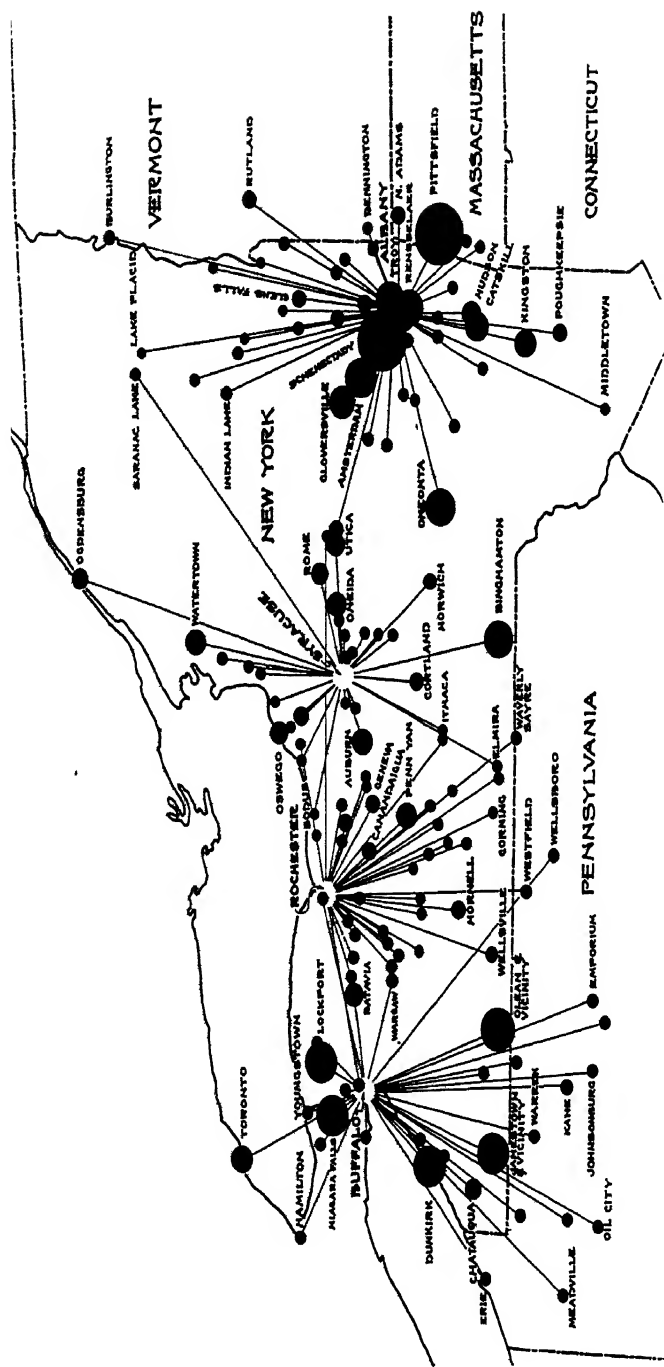 BURLINGTON
VERMONT
RUTLAND
LAKE PLACID
SARANAC LAKE
GLENS FALLS
INDIAN LAKE
OGDENSBURG
NEW YORK
WATERTOWN
BENNINGTON
N. ADAMS
ALBANY
TROY
RENSSELAER
PITTSFIELD
MASSACHUSETTS
CONNECTICUT
SCHENECTADY
GLOVERSVILLE
AMSTERDAM
HUDSON
CATSKILL
KINGSTON
POUGAKEEPSIE
MIDDLETOWN
ONEONTA
UTICA
ROME
ONEIDA
SYRACUSE
NORWICH
BINGHAMTON
CORTLAND
ITHACA
OSWEGO
SODUS
AUBURN
GENEVA
CANANDAIGUA
PENN YAN
ELMIRA
WAVERLY
SAYRE
ROCHESTER
CORNING
HORNELL
WELLSVILLE
WESTFIELD
WELLSBORO
PENNSYLVANIA
BATAVIA
WARSAW
LOCKPORT
YOUNGSTOWN
TORONTO
HAMILTON
NIAGARA FALLS
BUFFALO
OLEAN &
VICINITY
EMPORIUM
DUNKIRK
JAMESTOWN
& VICINITY
WARREN
KANE
JOHNSONBURG
CHATAUQUA
ERIE
OIL CITY
MEADVILLE